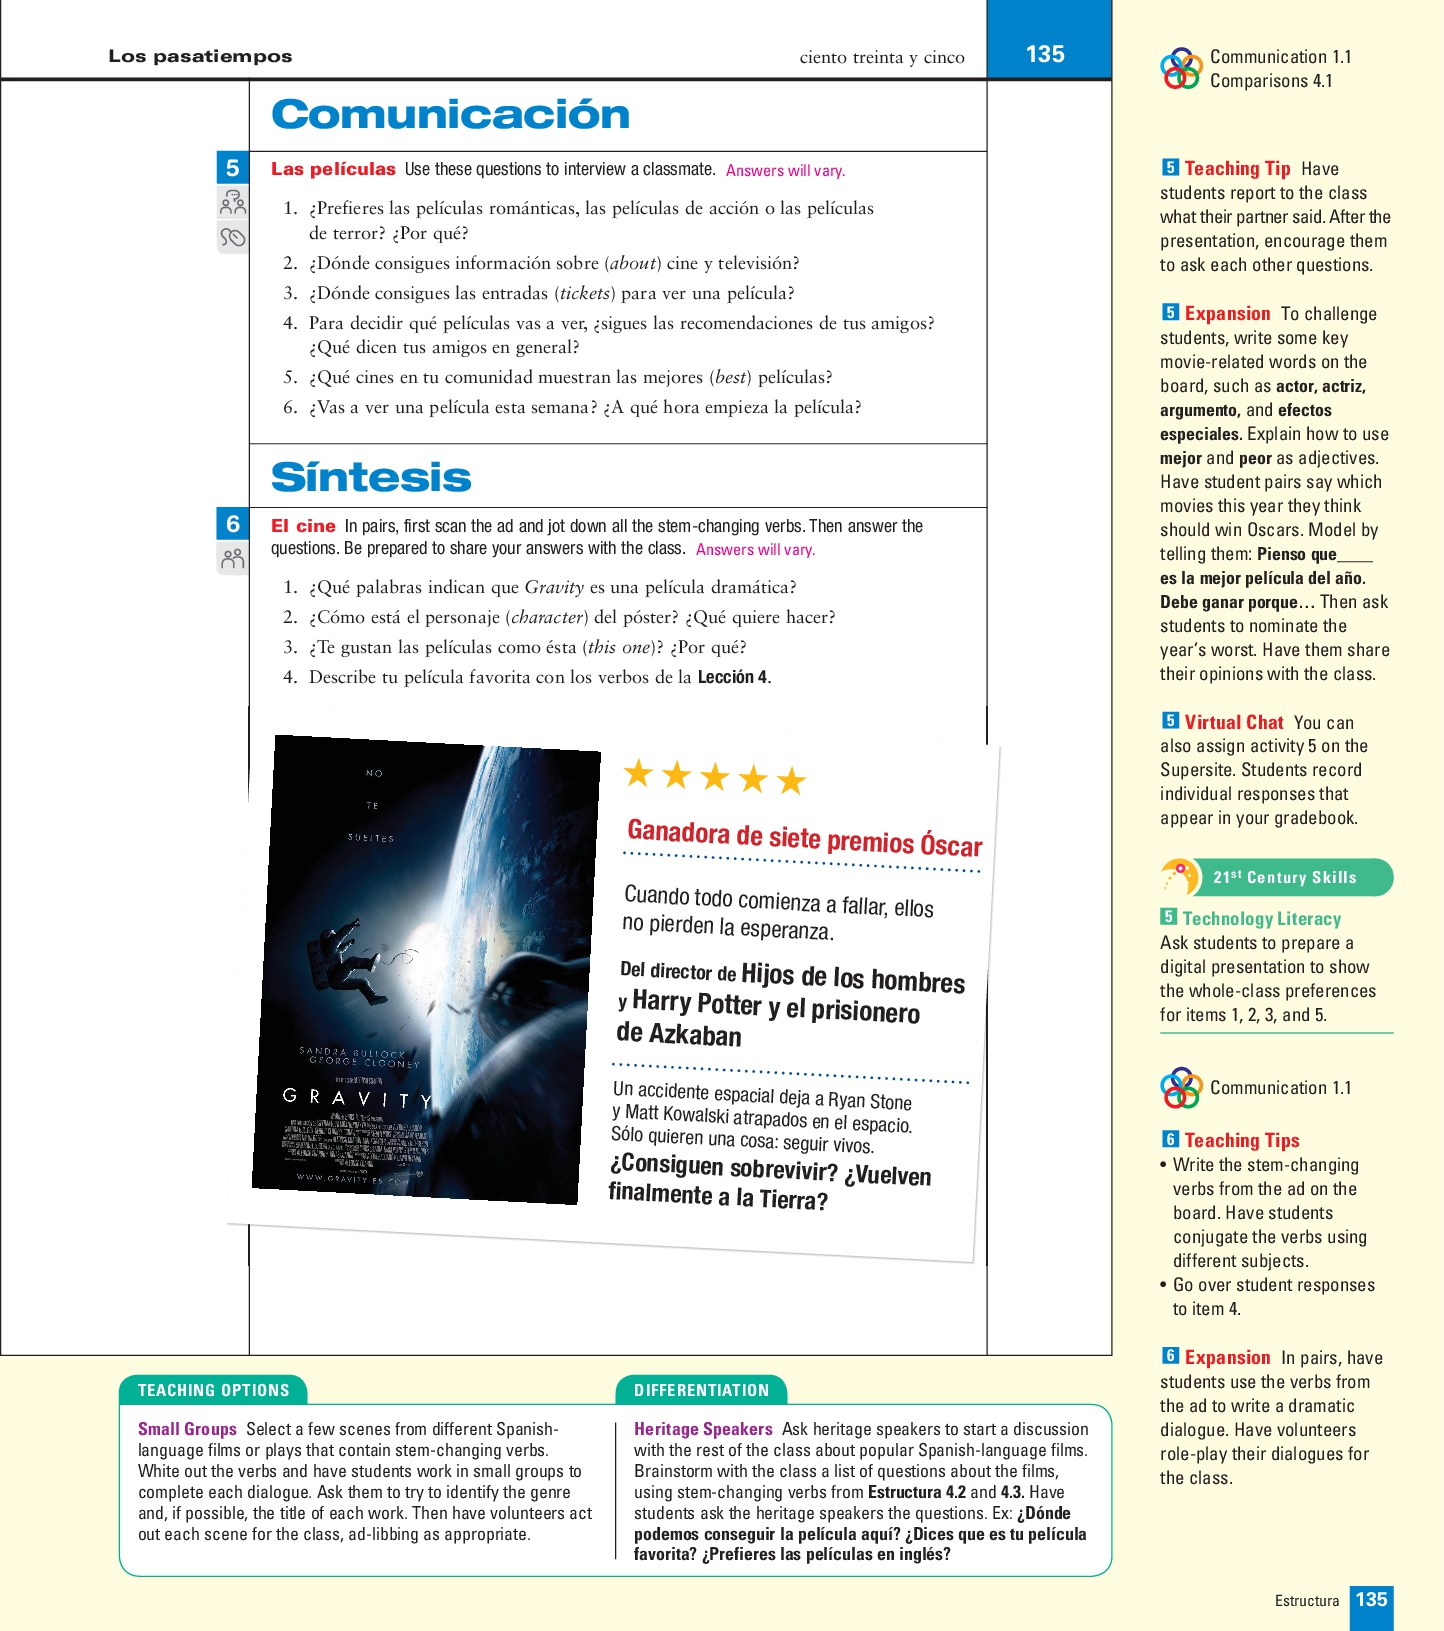 Los pasatiempos
ciento treinta y cinco
135
Comunicación
5
Las películas Use these questions to interview a classmate. Answers will vary.
1. ¿Prefieres las películas románticas, las películas de acción o las películas
de terror? ¿Por qué?
2. ¿Dónde consigues información sobre (about) cine y televisión?
3. ¿Dónde consigues las entradas (tickets) para ver una película?
4. Para decidir qué películas vas a ver, ¿sigues las recomendaciones de tus amigos?
¿Qué dicen tus amigos en general?
5. ¿Qué cines en tu comunidad muestran las mejores (best) películas?
6. ¿Vas a ver una película esta semana? ¿A qué hora empieza la película?
Síntesis
6
El cine In pairs, first scan the ad and jot down all the stem-changing verbs. Then answer the
questions. Be prepared to share your answers with the class. Answers will vary.
1. ¿Qué palabras indican que Gravity es una película dramática?
2. ¿Cómo está el personaje (character) del póster? ¿Qué quiere hacer?
3. ¿Te gustan las películas como ésta (this one)? ¿Por qué?
4. Describe tu película favorita con los verbos de la Lección 4.
NO
TE
SUELTES
SANDRA BULLOCK
GEORGE CLOONEY
GRAVITY
WWW.GRAVITY-ES.COM
Ganadora de siete premios Óscar
Cuando todo comienza a fallar, ellos
no pierden la esperanza.
Del director de Hijos de los hombres
y Harry Potter y el prisionero
de Azkaban
Un accidente espacial deja a Ryan Stone
y Matt Kowalski atrapados en el espacio.
Sólo quieren una cosa: seguir vivos.
¿Consiguen sobrevivir? ¿Vuelven
finalmente a la Tierra?
Communication 1.1
Comparisons 4.1
5 Teaching Tip Have
students report to the class
what their partner said. After the
presentation, encourage them
to ask each other questions.
5 Expansion To challenge
students, write some key
movie-related words on the
board, such as actor, actriz,
argumento, and efectos
especiales. Explain how to use
mejor and peor as adjectives.
Have student pairs say which
movies this year they think
should win Oscars. Model by
telling them: Pienso que____
es la mejor película del año.
Debe ganar porque… Then ask
students to nominate the
year's worst. Have them share
their opinions with the class.
5 Virtual Chat You can
also assign activity 5 on the
Supersite. Students record
individual responses that
appear in your gradebook.
21st Century Skills
5 Technology Literacy
Ask students to prepare a
digital presentation to show
the whole-class preferences
for items 1, 2, 3, and 5.
Communication 1.1
6 Teaching Tips
• Write the stem-changing
verbs from the ad on the
board. Have students
conjugate the verbs using
different subjects.
• Go over student responses
to item 4.
6 Expansion In pairs, have
students use the verbs from
the ad to write a dramatic
dialogue. Have volunteers
role-play their dialogues for
the class.
TEACHING OPTIONS
Small Groups Select a few scenes from different Spanish-
language films or plays that contain stem-changing verbs.
White out the verbs and have students work in small groups to
complete each dialogue. Ask them to try to identify the genre
and, if possible, the title of each work. Then have volunteers act
out each scene for the class, ad-libbing as appropriate.
DIFFERENTIATION
Heritage Speakers Ask heritage speakers to start a discussion
with the rest of the class about popular Spanish-language films.
Brainstorm with the class a list of questions about the films,
using stem-changing verbs from Estructura 4.2 and 4.3. Have
students ask the heritage speakers the questions. Ex: ¿Dónde
podemos conseguir la película aquí? ¿Dices que es tu película
favorita? ¿Prefieres las películas en inglés?
Estructura 135